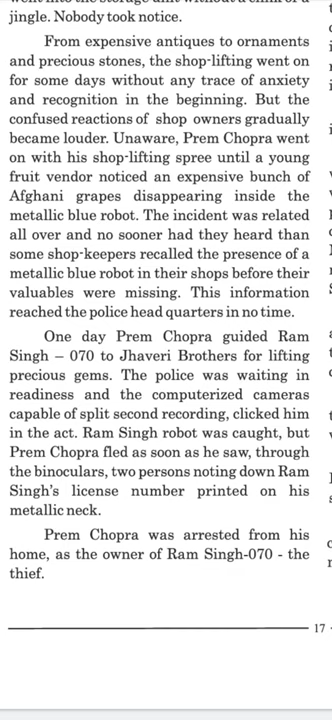 jingle. Nobody took notice.
From expensive antiques to ornaments
and precious stones, the shop-lifting went on
for some days without any trace of anxiety
and recognition in the beginning. But the
confused reactions of shop owners gradually
became louder. Unaware, Prem Chopra went
on with his shop-lifting spree until a young
fruit vendor noticed an expensive bunch of
Afghani grapes disappearing inside the
metallic blue robot. The incident was related
all over and no sooner had they heard than
some shop-keepers recalled the presence of a
metallic blue robot in their shops before their
valuables were missing. This information
reached the police head quarters in no time.
One day Prem Chopra guided Ram
Singh – 070 to Jhaveri Brothers for lifting
precious gems. The police was waiting in
readiness and the computerized cameras
capable of split second recording, clicked him
in the act. Ram Singh robot was caught, but
Prem Chopra fled as soon as he saw, through
the binoculars, two persons noting down Ram
Singh's license number printed on his
metallic neck.
Prem Chopra was arrested from his
home, as the owner of Ram Singh-070 - the
thief.
17